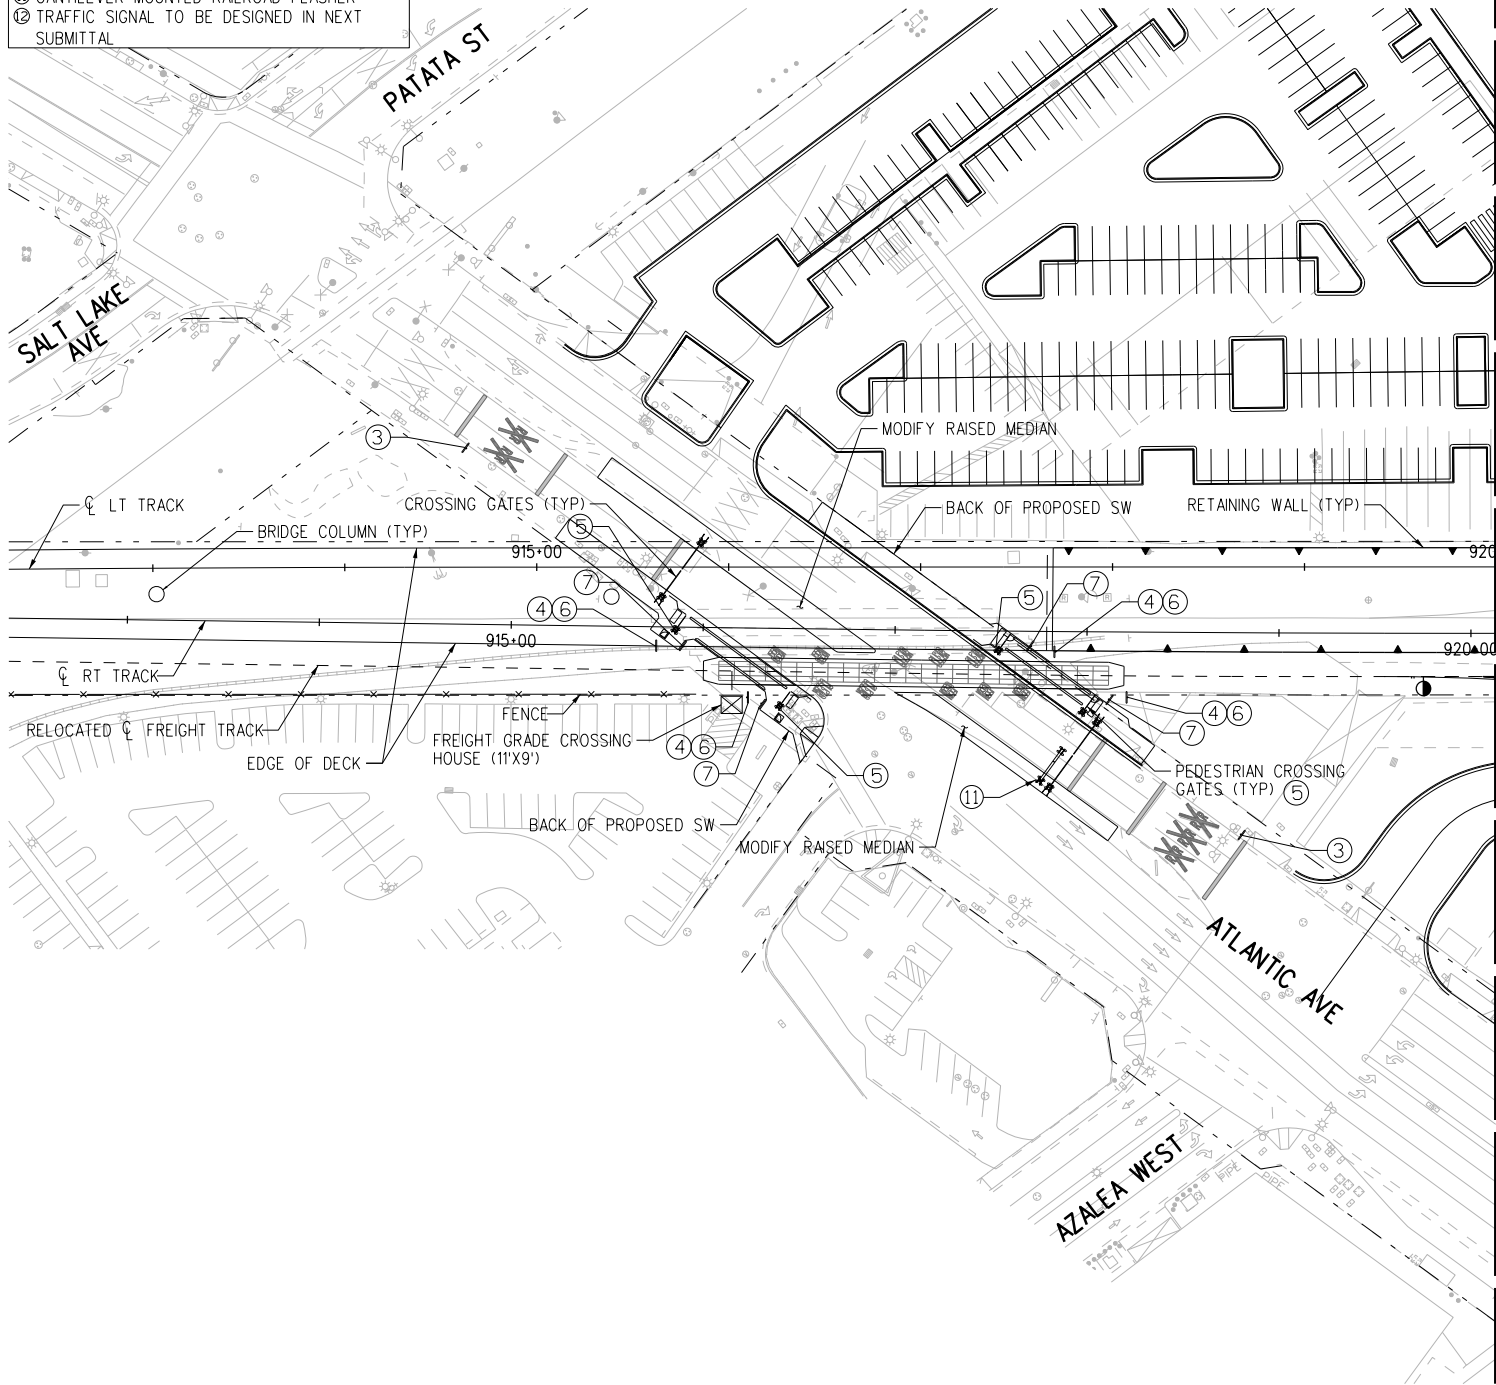 ⑫ TRAFFIC SIGNAL TO BE DESIGNED IN NEXT
SUBMITTAL
PATATA ST
SALT LAKE
AVE
③
MODIFY RAISED MEDIAN
℄ LT TRACK
CROSSING GATES (TYP)
BACK OF PROPOSED SW
RETAINING WALL (TYP)
BRIDGE COLUMN (TYP)
⑤
915+00
920
⑦
⑦
④⑥
⑤
④⑥
915+00
920+00
℄ RT TRACK
RELOCATED ℄ FREIGHT TRACK
FENCE
FREIGHT GRADE CROSSING
HOUSE (11'X9')
④⑥
④⑥
⑦
EDGE OF DECK
⑦
⑤
PEDESTRIAN CROSSING
GATES (TYP) ⑤
⑪
BACK OF PROPOSED SW
MODIFY RAISED MEDIAN
③
ATLANTIC AVE
AZALEA WEST
PIPE
PIPE